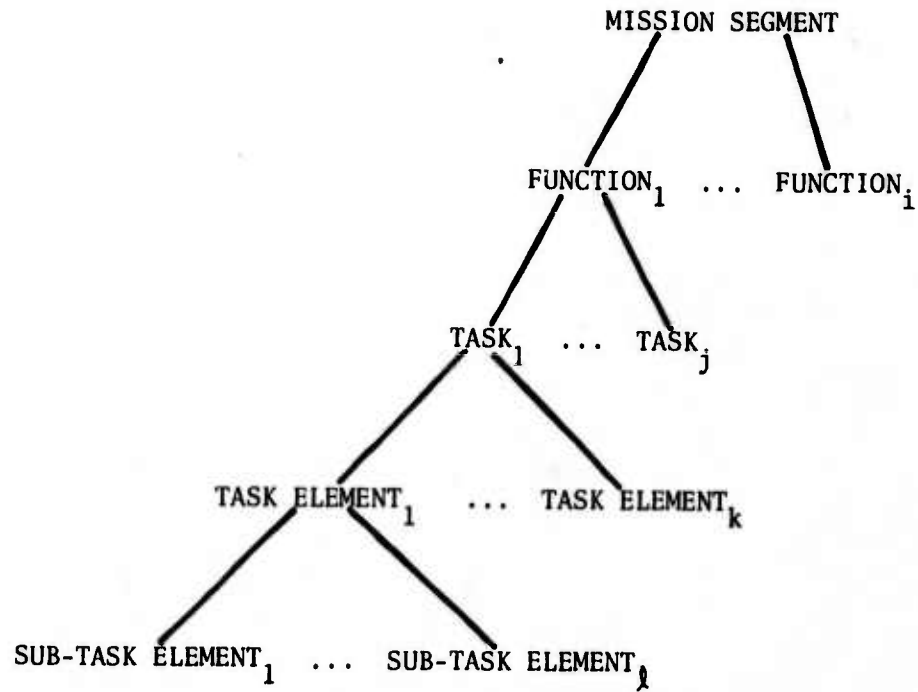 MISSION SEGMENT
FUNCTION₁ ... FUNCTIONᵢ
TASK₁ ... TASKⱼ
TASK ELEMENT₁ ... TASK ELEMENTₖ
SUB-TASK ELEMENT₁ ... SUB-TASK ELEMENTₗ